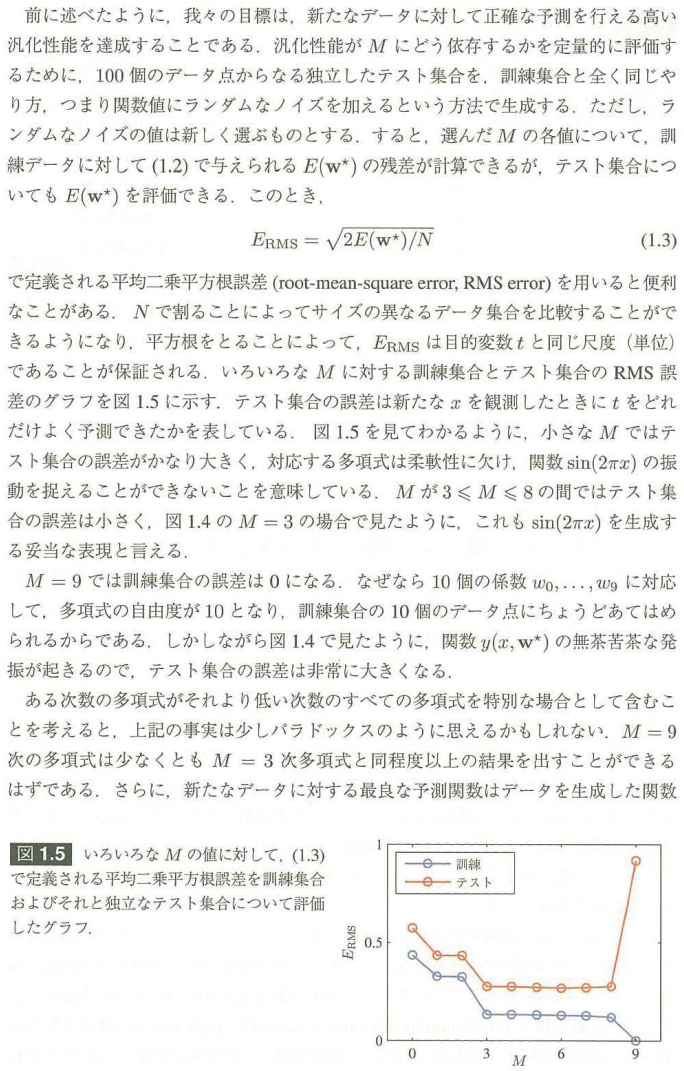 前に述べたように，我々の目標は，新たなデータに対して正確な予測を行える高い
汎化性能を達成することである．汎化性能が M にどう依存するかを定量的に評価す
るために，100 個のデータ点からなる独立したテスト集合を，訓練集合と全く同じや
り方，つまり関数値にランダムなノイズを加えるという方法で生成する．ただし，ラ
ンダムなノイズの値は新しく選ぶものとする．すると，選んだ M の各値について，訓
練データに対して (1.2) で与えられる E(w⋆) の残差が計算できるが，テスト集合につ
いても E(w⋆) を評価できる．このとき，
E_RMS = √2E(w⋆)/N (1.3)
で定義される平均二乗平方根誤差 (root-mean-square error, RMS error) を用いると便利
なことがある．N で割ることによってサイズの異なるデータ集合を比較することがで
きるようになり，平方根をとることによって，E_RMS は目的変数 t と同じ尺度（単位）
であることが保証される．いろいろな M に対する訓練集合とテスト集合の RMS 誤
差のグラフを図 1.5 に示す．テスト集合の誤差は新たな x を観測したときに t をどれ
だけよく予測できたかを表している．図 1.5 を見てわかるように，小さな M ではテ
スト集合の誤差がかなり大きく，対応する多項式は柔軟性に欠け，関数 sin(2πx) の振
動を捉えることができないことを意味している．M が 3 ⩽ M ⩽ 8 の間ではテスト集
合の誤差は小さく，図 1.4 の M = 3 の場合で見たように，これも sin(2πx) を生成す
る妥当な表現と言える．
M = 9 では訓練集合の誤差は 0 になる．なぜなら 10 個の係数 w₀, . . . , w₉ に対応
して，多項式の自由度が 10 となり，訓練集合の 10 個のデータ点にちょうどあてはめ
られるからである．しかしながら図 1.4 で見たように，関数 y(x, w⋆) の無茶苦茶な発
振が起きるので，テスト集合の誤差は非常に大きくなる．
ある次数の多項式がそれより低い次数のすべての多項式を特別な場合として含むこ
とを考えると，上記の事実は少しパラドックスのように思えるかもしれない．M = 9
次の多項式は少なくとも M = 3 次多項式と同程度以上の結果を出すことができる
はずである．さらに，新たなデータに対する最良な予測関数はデータを生成した関数
図 1.5 いろいろな M の値に対して，(1.3)
で定義される平均二乗平方根誤差を訓練集合
およびそれと独立なテスト集合について評価
したグラフ．
訓練
テスト
1
0.5
0
E_RMS
0 3 6 9
M